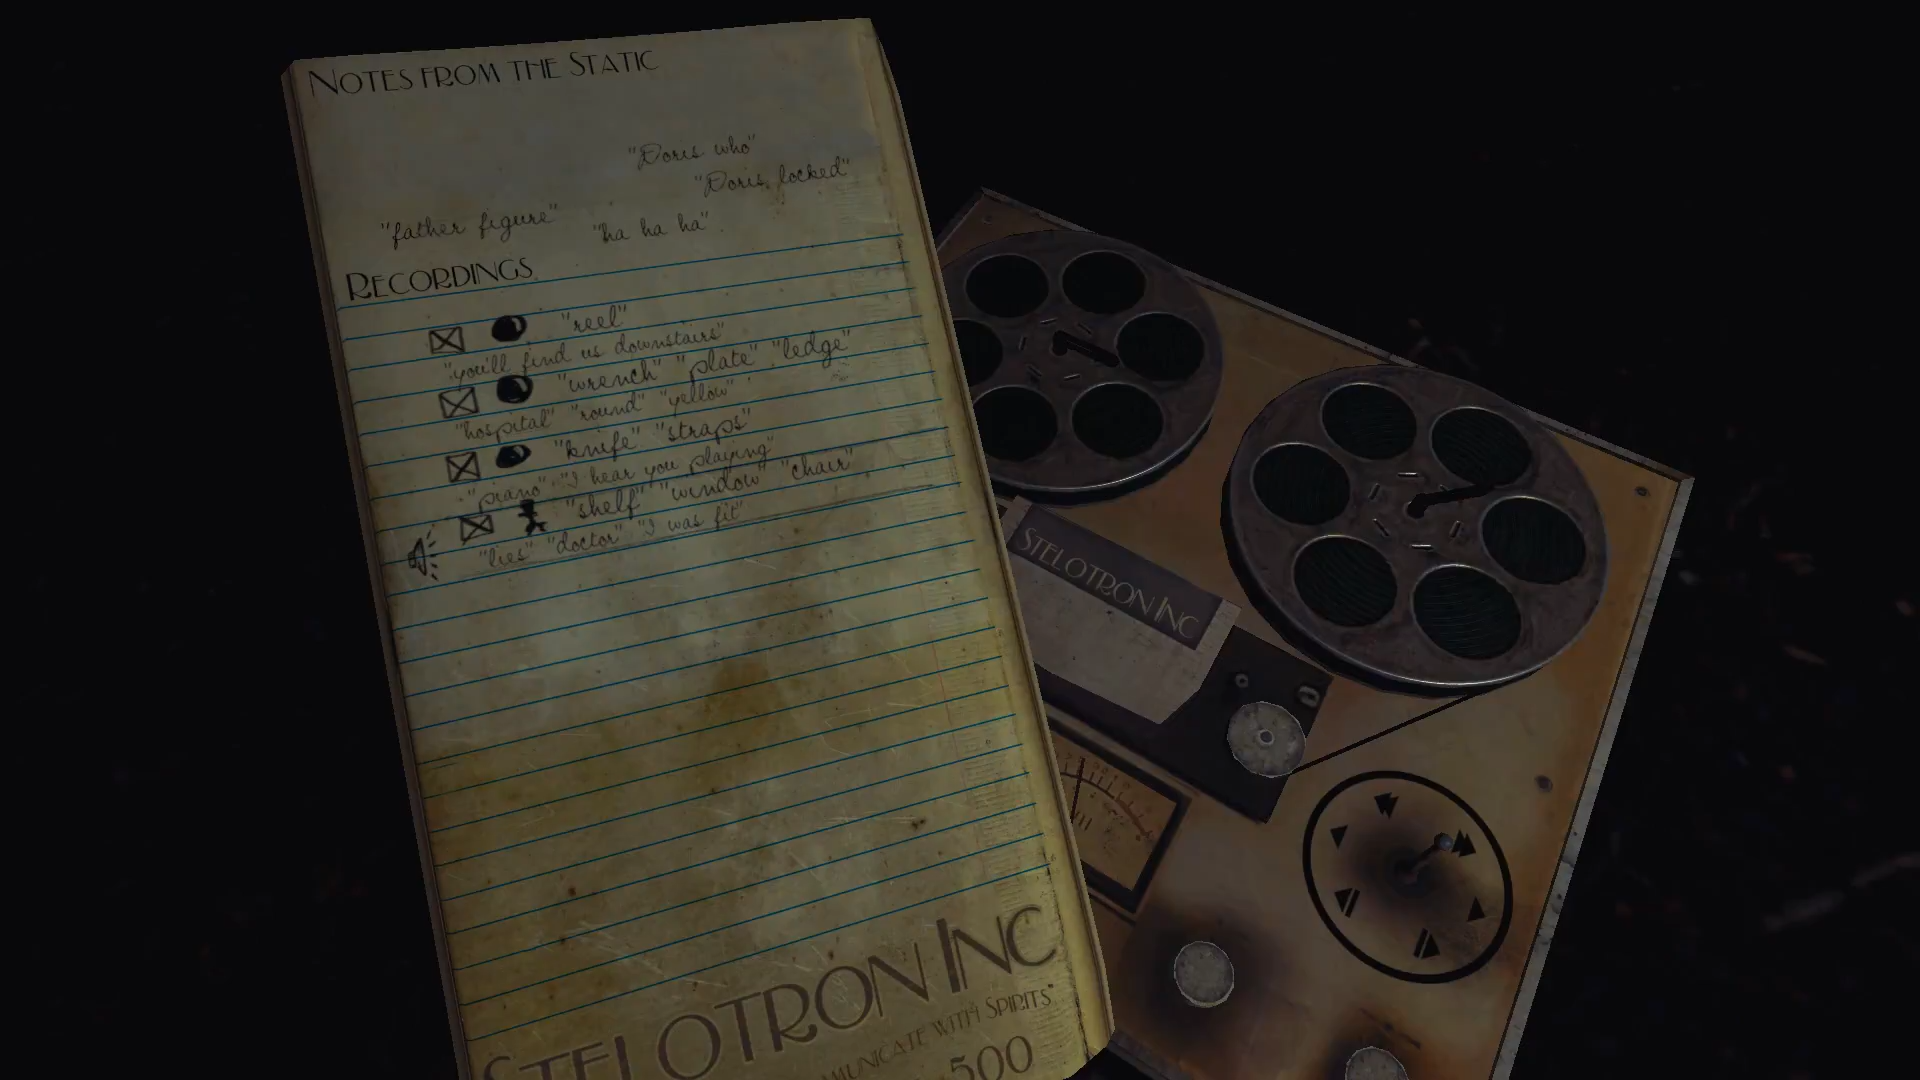 NOTES FROM THE STATIC
"Doris who"
"Doris locked"
"father figure"
"ha ha ha"
RECORDINGS
"reel"
"you'll find us downstairs"
"wrench" "plate" "ledge"
"hospital" "round" "yellow"
"knife" "straps"
"piano" "I hear you playing"
"shelf" "window" "chair"
"lies" "doctor" "I was fit"
STELOTRON INC
STELOTRON INC
WITH SPIRITS"
500